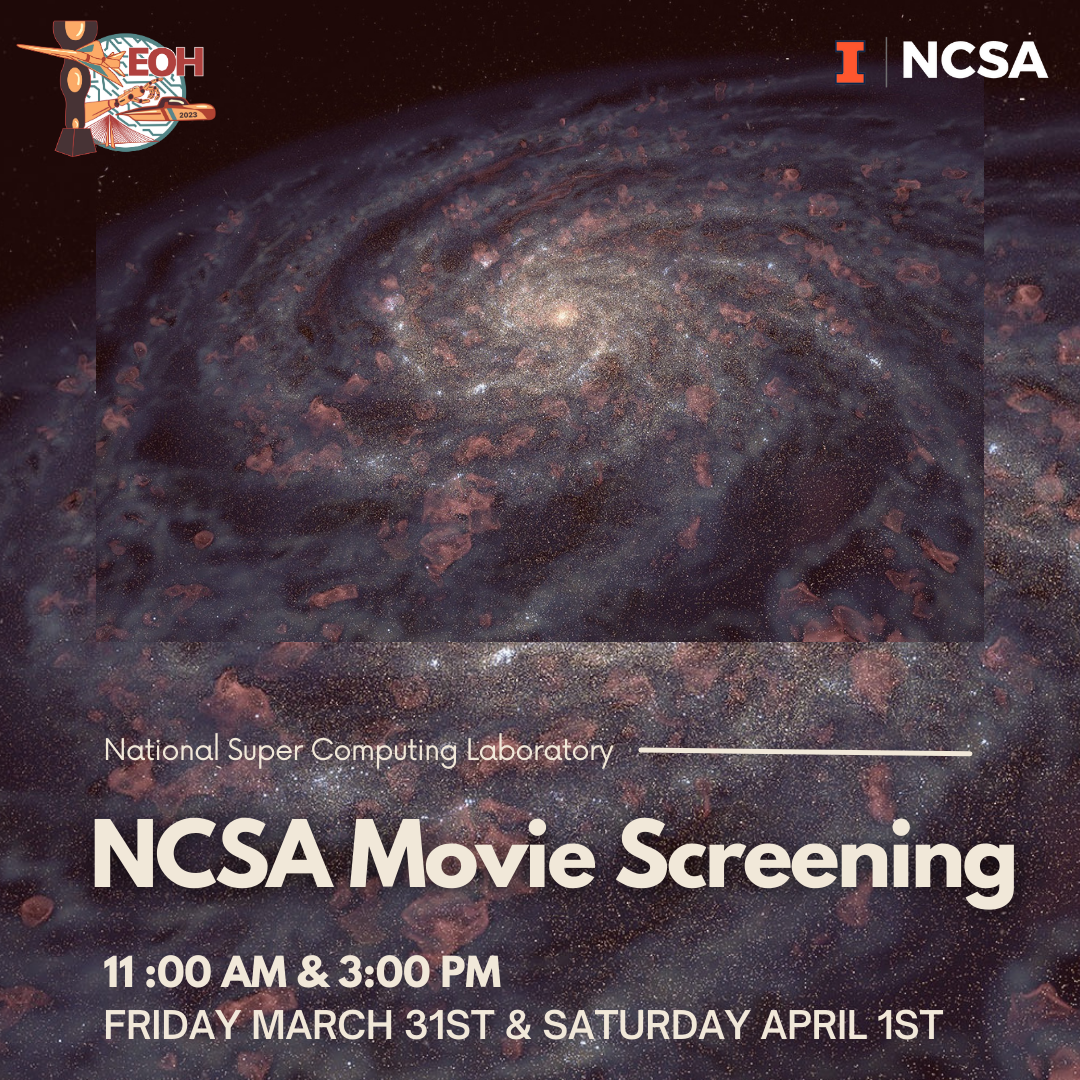 EOH
2023
I NCSA
National Super Computing Laboratory
NCSA Movie Screening
11 :00 AM & 3:00 PM
FRIDAY MARCH 31ST & SATURDAY APRIL 1ST